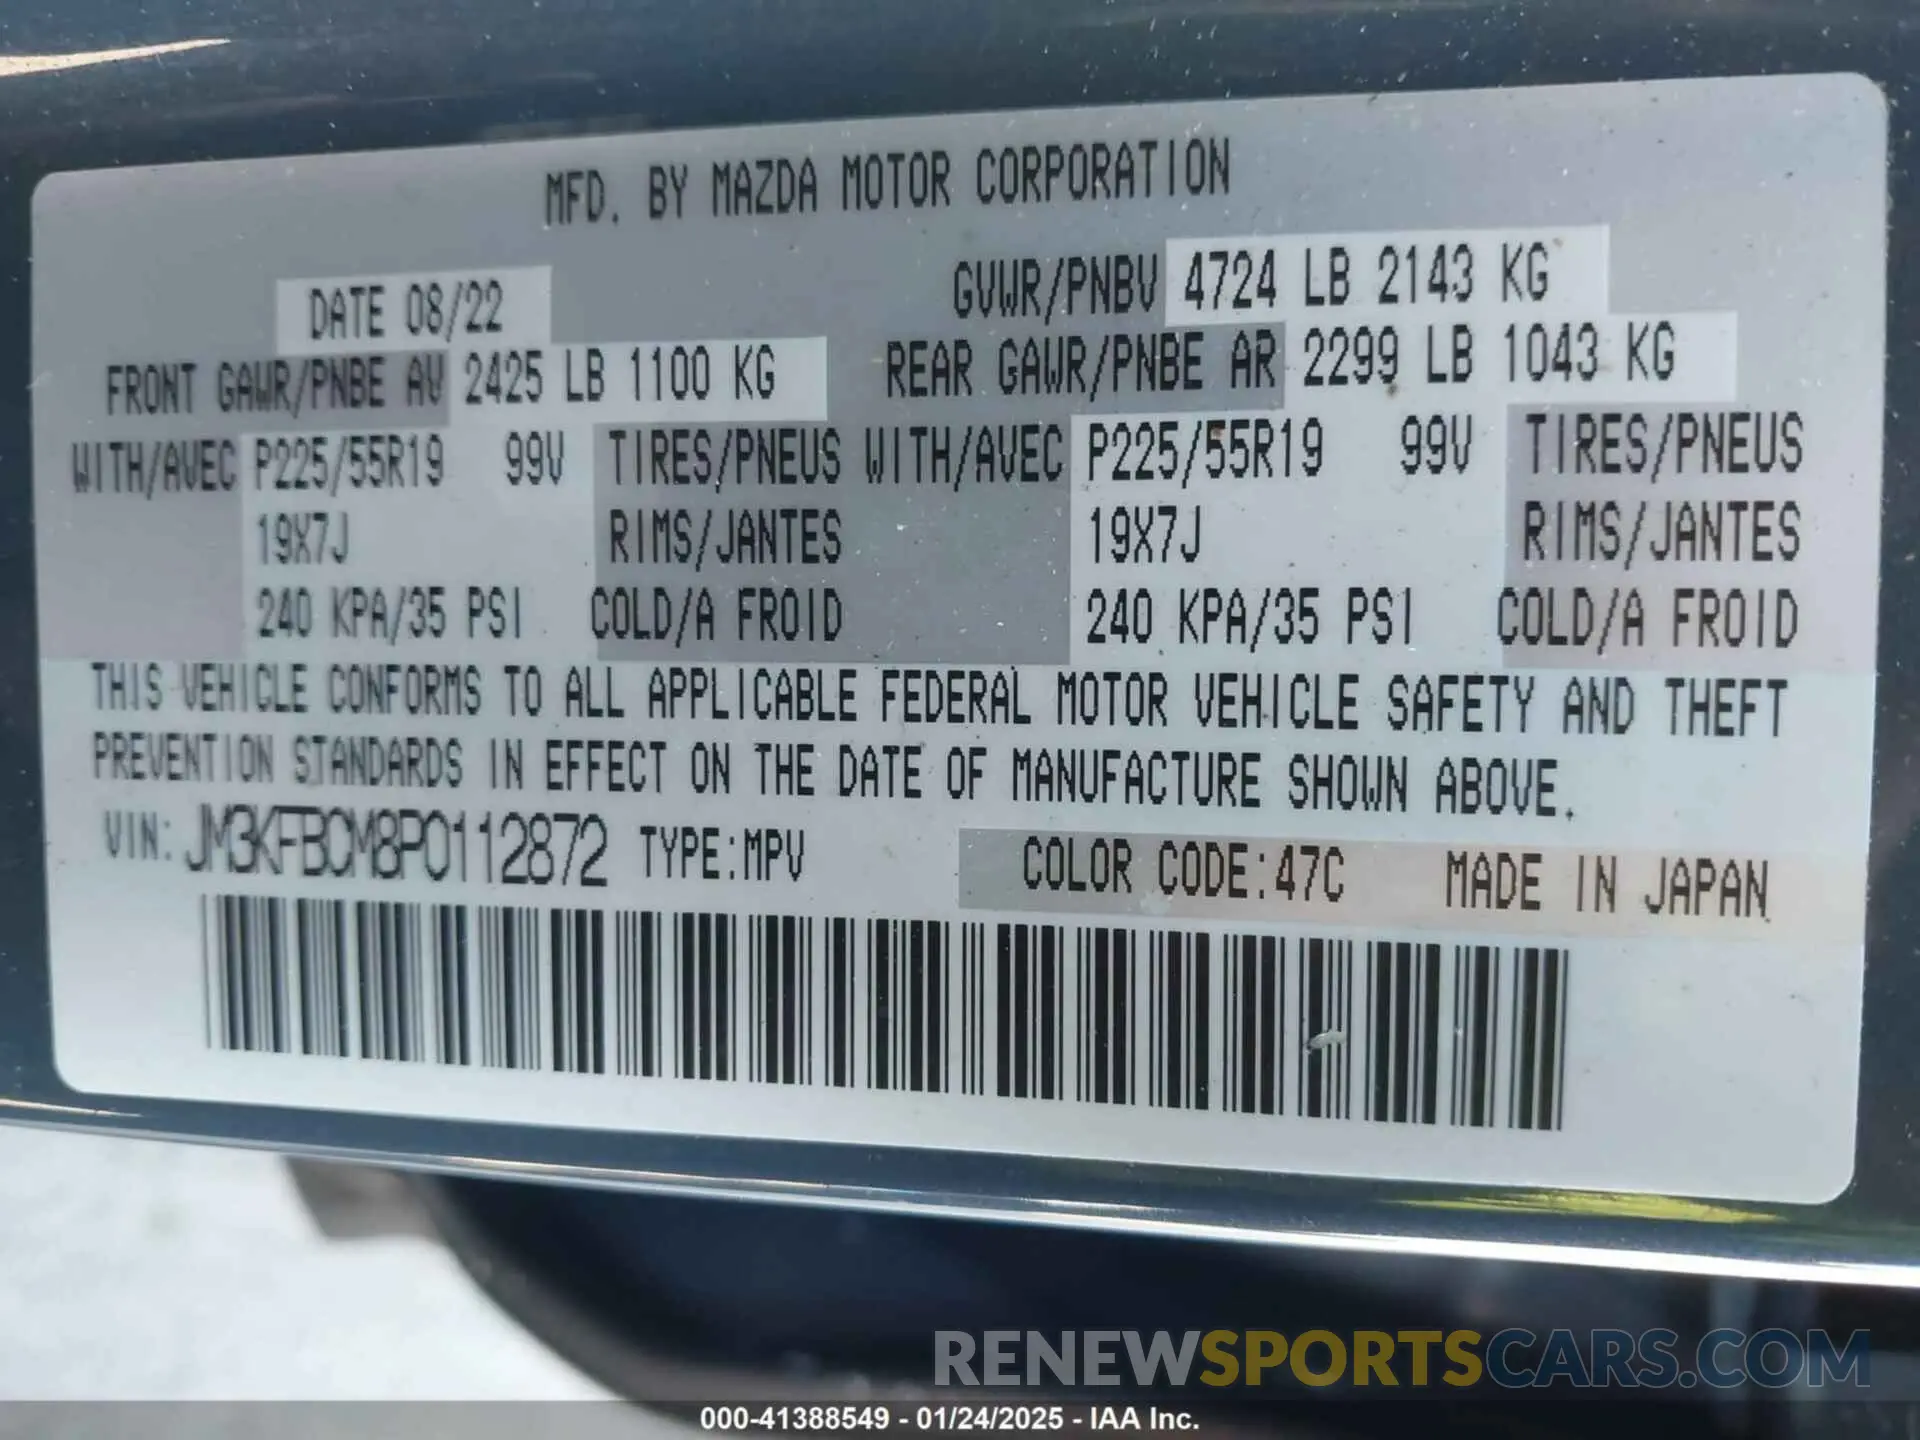 MFD. BY MAZDA MOTOR CORPORATION
DATE 08/22 GVWR/PNBV 4724 LB 2143 KG
FRONT GAWR/PNBE AV 2425 LB 1100 KG REAR GAWR/PNBE AR 2299 LB 1043 KG
WITH/AVEC P225/55R19 99V TIRES/PNEUS WITH/AVEC P225/55R19 99V TIRES/PNEUS
19X7J RIMS/JANTES 19X7J RIMS/JANTES
240 KPA/35 PSI COLD/A FROID 240 KPA/35 PSI COLD/A FROID
THIS VEHICLE CONFORMS TO ALL APPLICABLE FEDERAL MOTOR VEHICLE SAFETY AND THEFT
PREVENTION STANDARDS IN EFFECT ON THE DATE OF MANUFACTURE SHOWN ABOVE.
VIN: JM3KFBCM8P0112872 TYPE:MPV COLOR CODE:47C MADE IN JAPAN
RENEWSPORTSCARS.COM
000-41388549 - 01/24/2025 - IAA Inc.